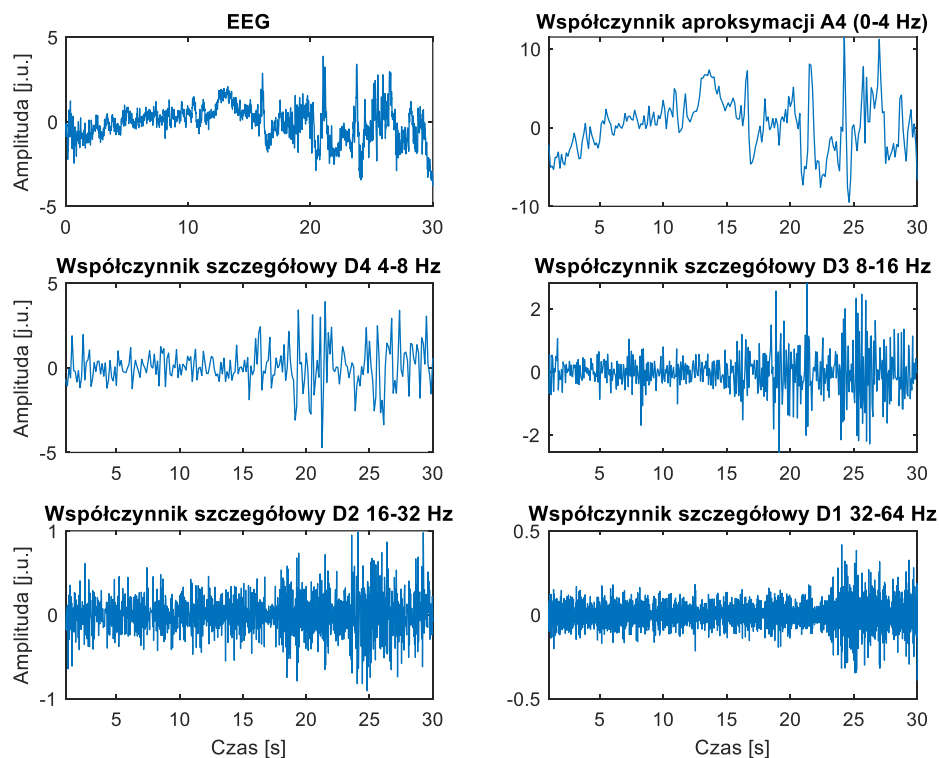 EEG
Amplituda [j.u.]
5
0
-5
0 10 20 30
Współczynnik aproksymacji A4 (0-4 Hz)
10
0
-10
5 10 15 20 25 30
Współczynnik szczegółowy D4 4-8 Hz
Amplituda [j.u.]
5
0
-5
5 10 15 20 25 30
Współczynnik szczegółowy D3 8-16 Hz
2
0
-2
5 10 15 20 25 30
Współczynnik szczegółowy D2 16-32 Hz
Amplituda [j.u.]
1
0
-1
5 10 15 20 25 30
Czas [s]
Współczynnik szczegółowy D1 32-64 Hz
0.5
0
-0.5
5 10 15 20 25 30
Czas [s]